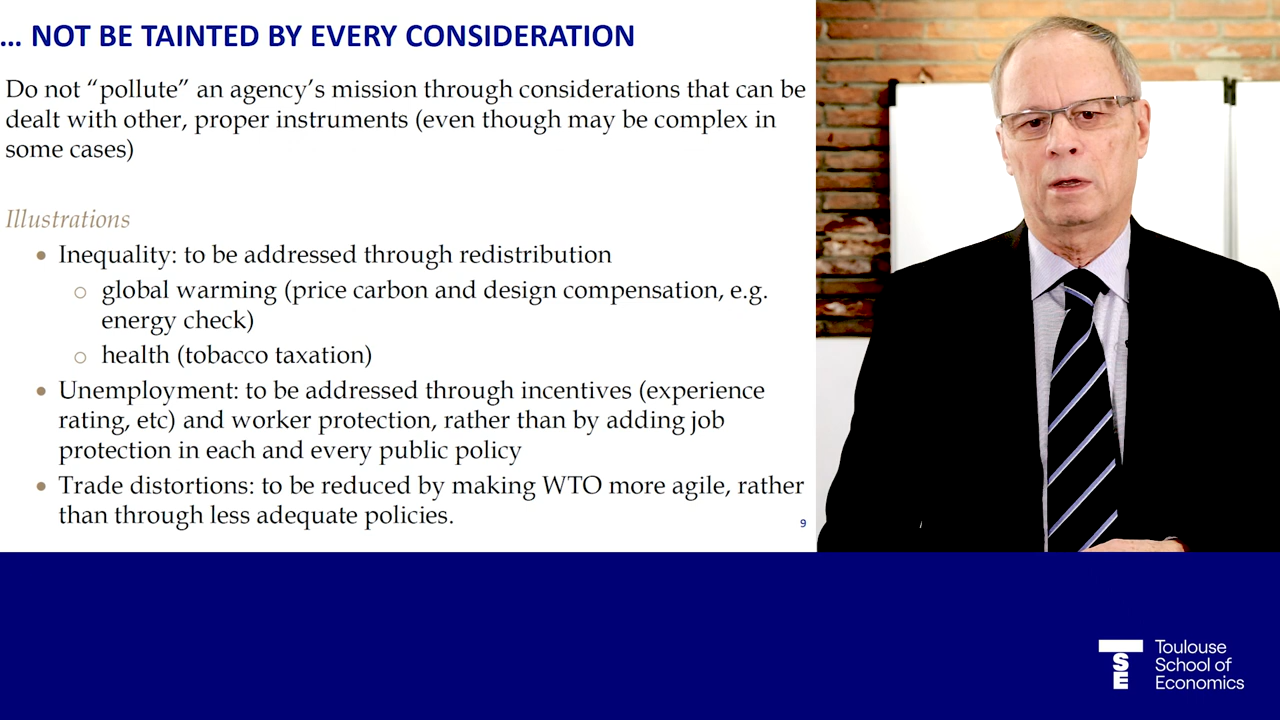 … NOT BE TAINTED BY EVERY CONSIDERATION
Do not “pollute” an agency’s mission through considerations that can be
dealt with other, proper instruments (even though may be complex in
some cases)
Illustrations
• Inequality: to be addressed through redistribution
○ global warming (price carbon and design compensation, e.g.
energy check)
○ health (tobacco taxation)
• Unemployment: to be addressed through incentives (experience
rating, etc) and worker protection, rather than by adding job
protection in each and every public policy
• Trade distortions: to be reduced by making WTO more agile, rather
than through less adequate policies.
9
TSE
Toulouse
School of
Economics